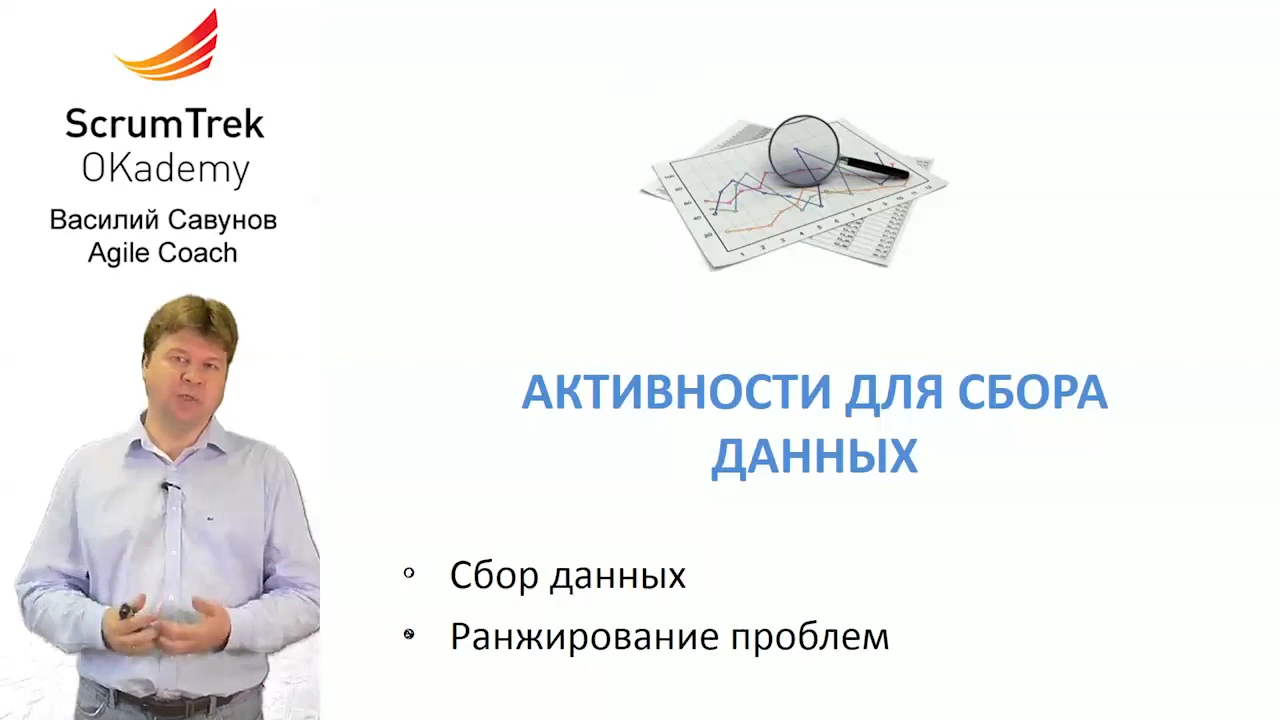 ScrumTrek
OKademy
Василий Савунов
Agile Coach
АКТИВНОСТИ ДЛЯ СБОРА
ДАННЫХ
Сбор данных
Ранжирование проблем